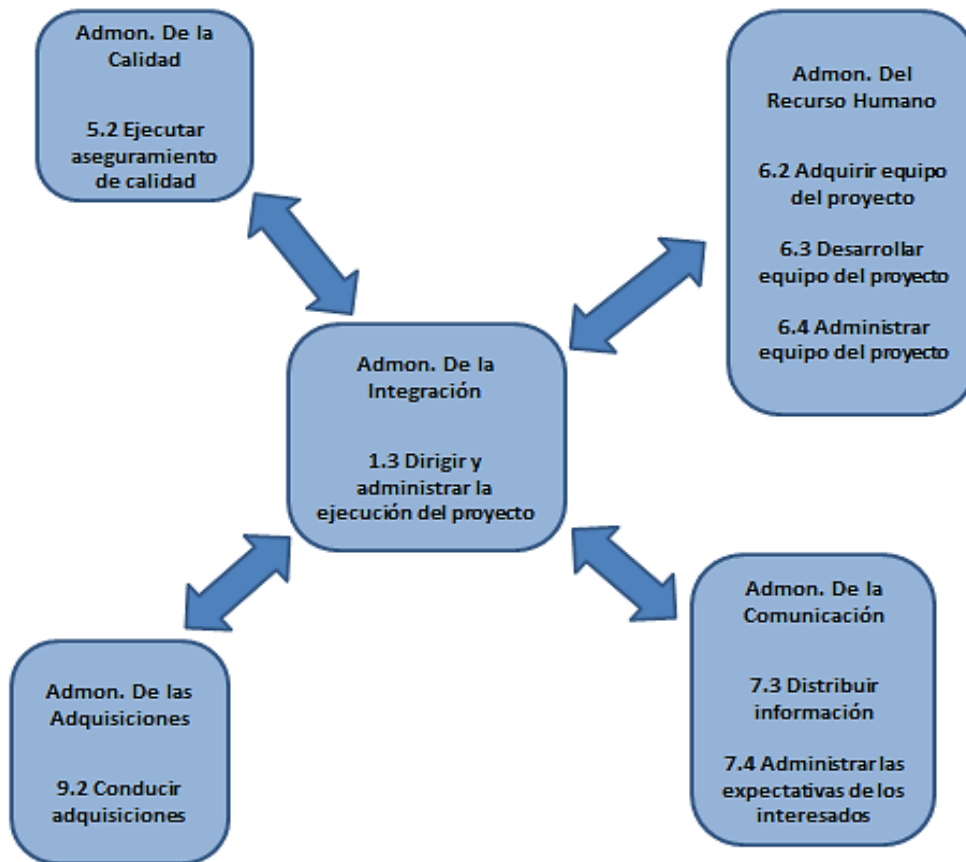 Admon. De la
Calidad
5.2 Ejecutar
aseguramiento
de calidad
Admon. Del
Recurso Humano
6.2 Adquirir equipo
del proyecto
6.3 Desarrollar
equipo del proyecto
6.4 Administrar
equipo del proyecto
Admon. De la
Integración
1.3 Dirigir y
administrar la
ejecución del proyecto
Admon. De las
Adquisiciones
9.2 Conducir
adquisiciones
Admon. De la
Comunicación
7.3 Distribuir
información
7.4 Administrar las
expectativas de los
interesados